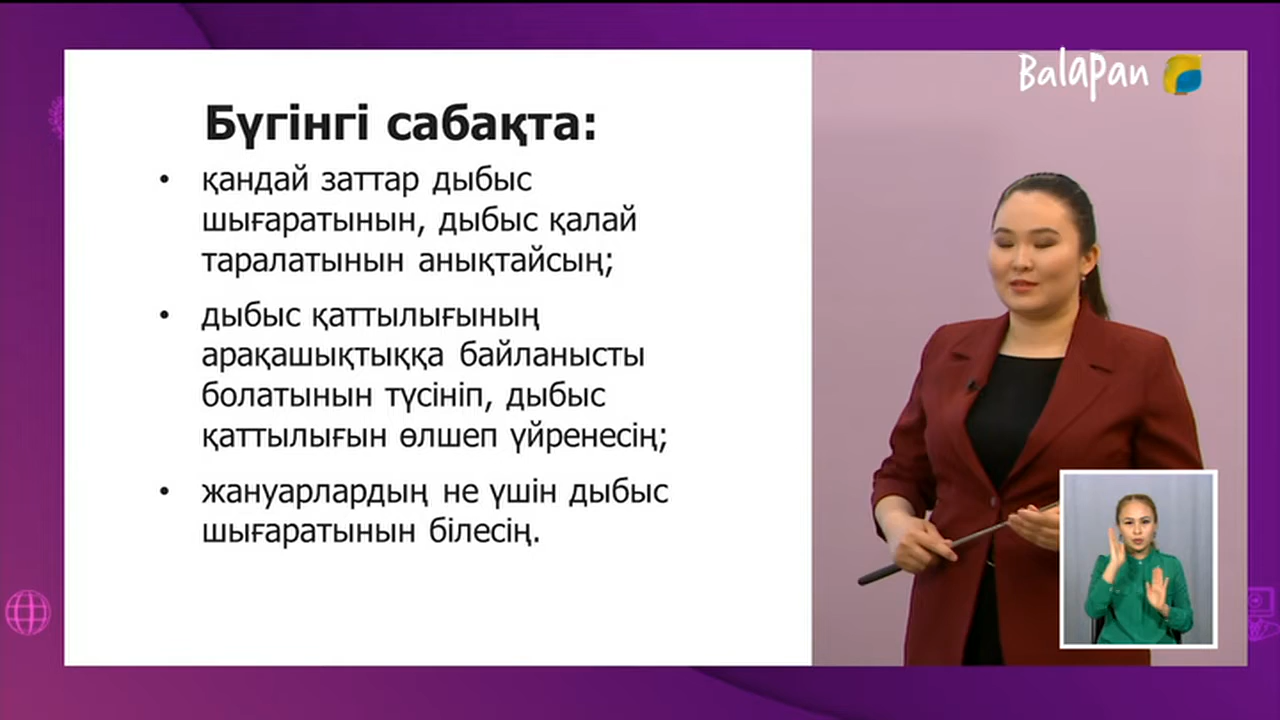 Balapan
Бүгінгі сабақта:
• қандай заттар дыбыс
шығаратынын, дыбыс қалай
таралатынын анықтайсың;
• дыбыс қаттылығының
арақашықтыққа байланысты
болатынын түсініп, дыбыс
қаттылығын өлшеп үйренесің;
• жануарлардың не үшін дыбыс
шығаратынын білесің.